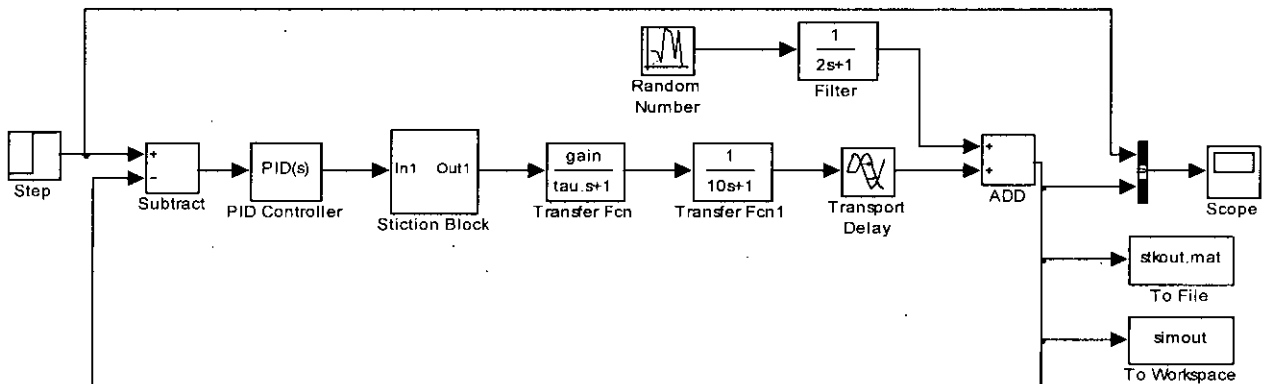 1
2s+1
Random
Number
Filter
Step
+
−
Subtract
PID(s)
PID Controller
In1 Out1
Stiction Block
gain
tau.s+1
Transfer Fcn
1
10s+1
Transfer Fcn1
Transport
Delay
+
+
ADD
Scope
stkout.mat
To File
simout
To Workspace